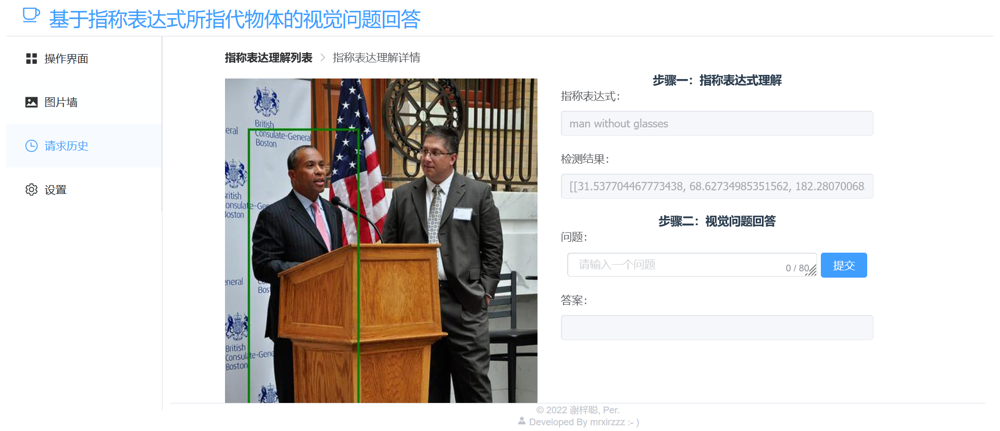 基于指称表达式所指代物体的视觉问题回答
操作界面
图片墙
请求历史
设置
指称表达理解列表 > 指称表达理解详情
British
Consulate-General
Boston
eral
ritish
onsulate-Ge
Boston
neral
Co
Bos
British
Consulate-Gene
Boston
步骤一：指称表达式理解
指称表达式：
man without glasses
检测结果：
[[31.537704467773438, 68.62734985351562, 182.28070068
步骤二：视觉问题回答
问题：
请输入一个问题
0 / 80
提交
答案：
© 2022 谢梓聪, Per.
Developed By mrxirzzz :- )